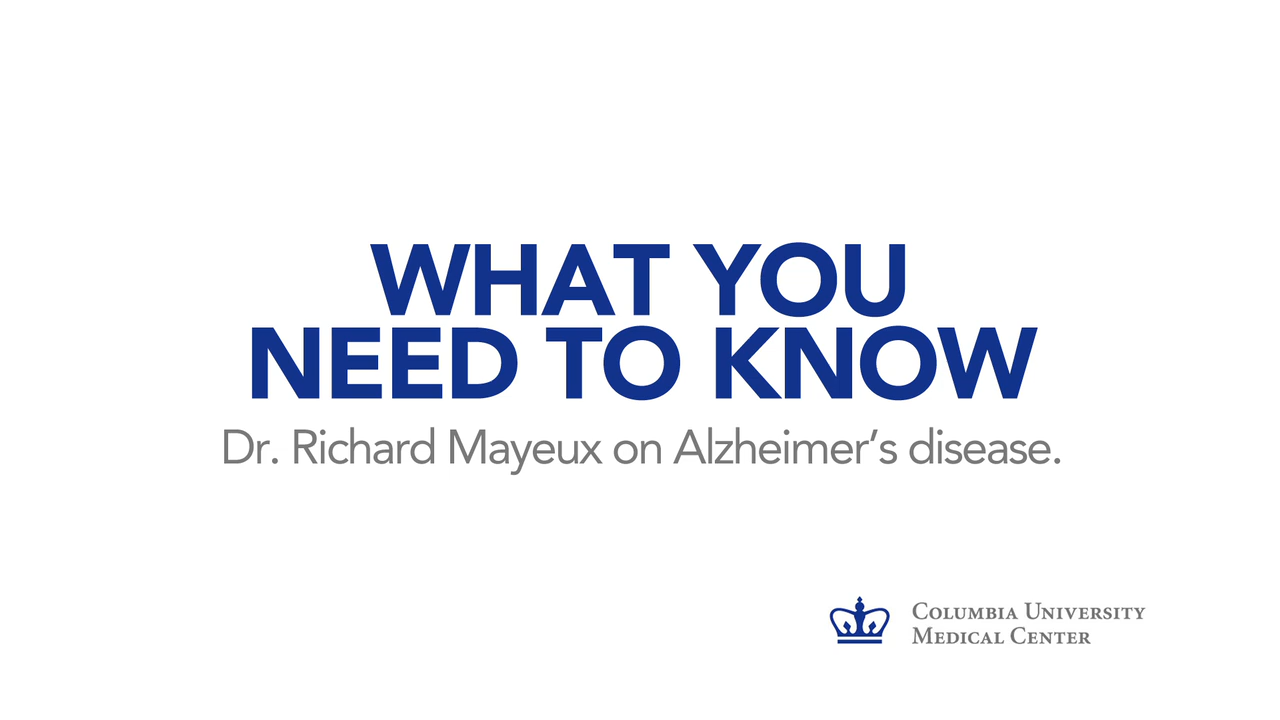 WHAT YOU
NEED TO KNOW
Dr. Richard Mayeux on Alzheimer’s disease.
COLUMBIA UNIVERSITY
MEDICAL CENTER